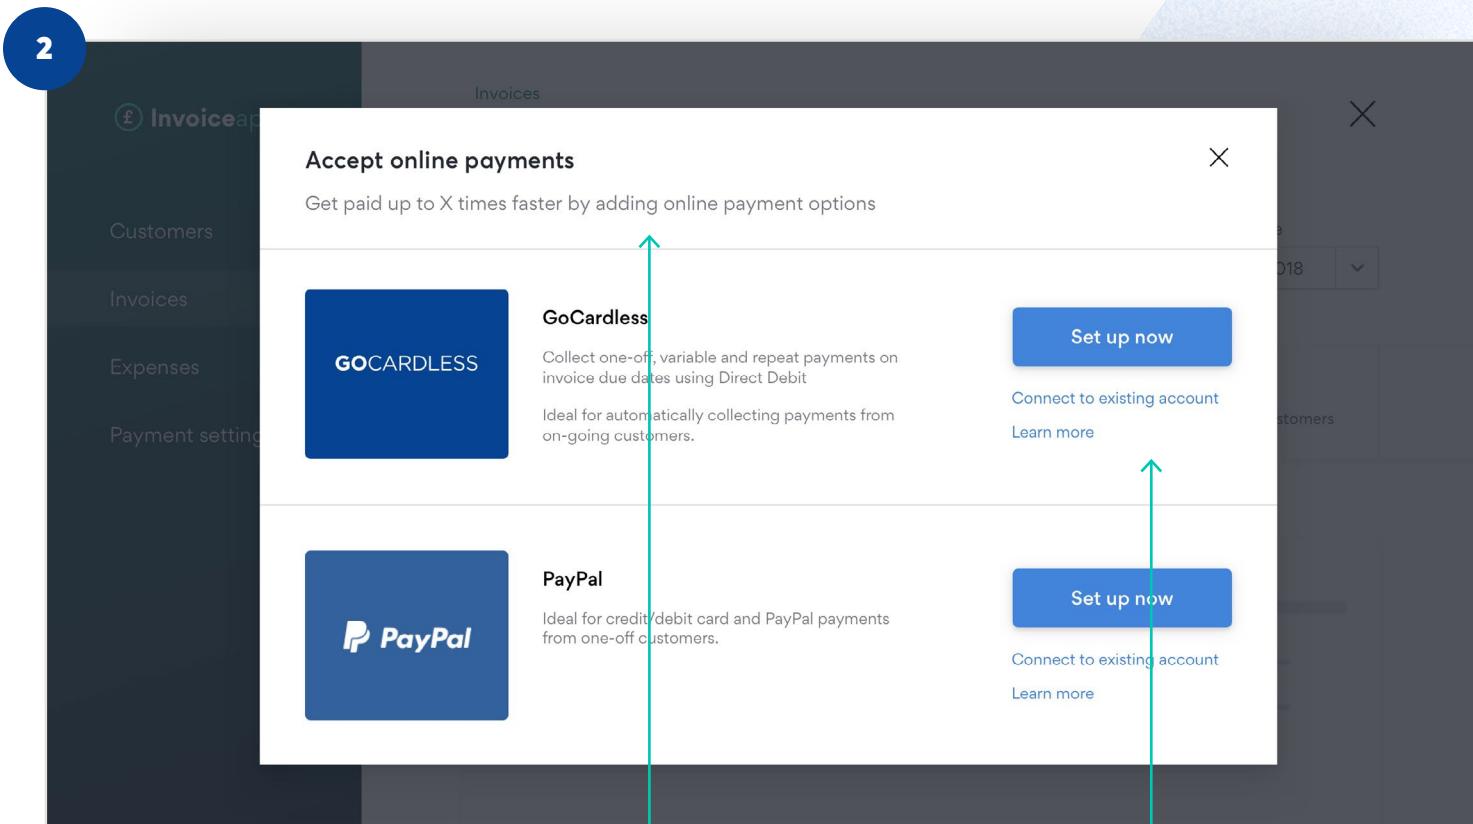 2
Invoices
£ Invoiceap
Accept online payments
Get paid up to X times faster by adding online payment options
Customers
Invoices
Expenses
Payment setting
018
stomers
GOCARDLESS
GoCardless
Collect one-off, variable and repeat payments on
invoice due dates using Direct Debit
Ideal for automatically collecting payments from
on-going customers.
Set up now
Connect to existing account
Learn more
PayPal
PayPal
Ideal for credit/debit card and PayPal payments
from one-off customers.
Set up now
Connect to existing account
Learn more